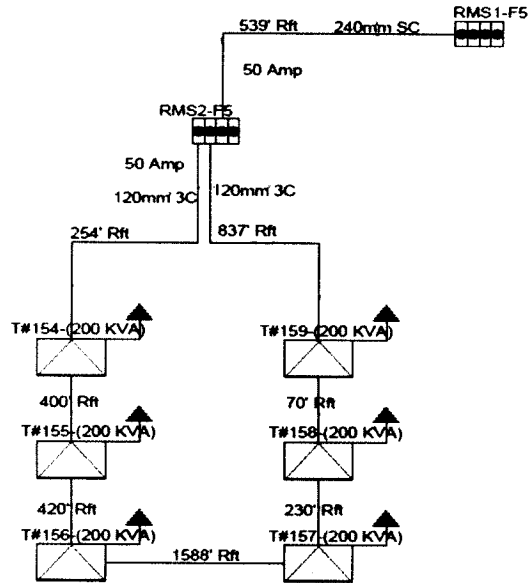 RMS1-F5
539' Rft
240mm SC
50 Amp
RMS2-F5
50 Amp
120mm 3C
120mm 3C
254' Rft
837' Rft
T#154-(200 KVA)
T#159-(200 KVA)
400' Rft
70' Rft
T#155-(200 KVA)
T#158-(200 KVA)
420' Rft
230' Rft
T#156-(200 KVA)
T#157-(200 KVA)
1588' Rft